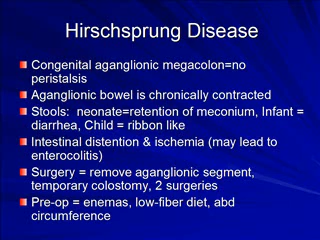 Hirschsprung Disease
Congenital aganglionic megacolon=no
peristalsis
Aganglionic bowel is chronically contracted
Stools:  neonate=retention of meconium, Infant =
diarrhea, Child = ribbon like
Intestinal distention & ischemia (may lead to
enterocolitis)
Surgery = remove aganglionic segment,
temporary colostomy, 2 surgeries
Pre-op = enemas, low-fiber diet, abd
circumference